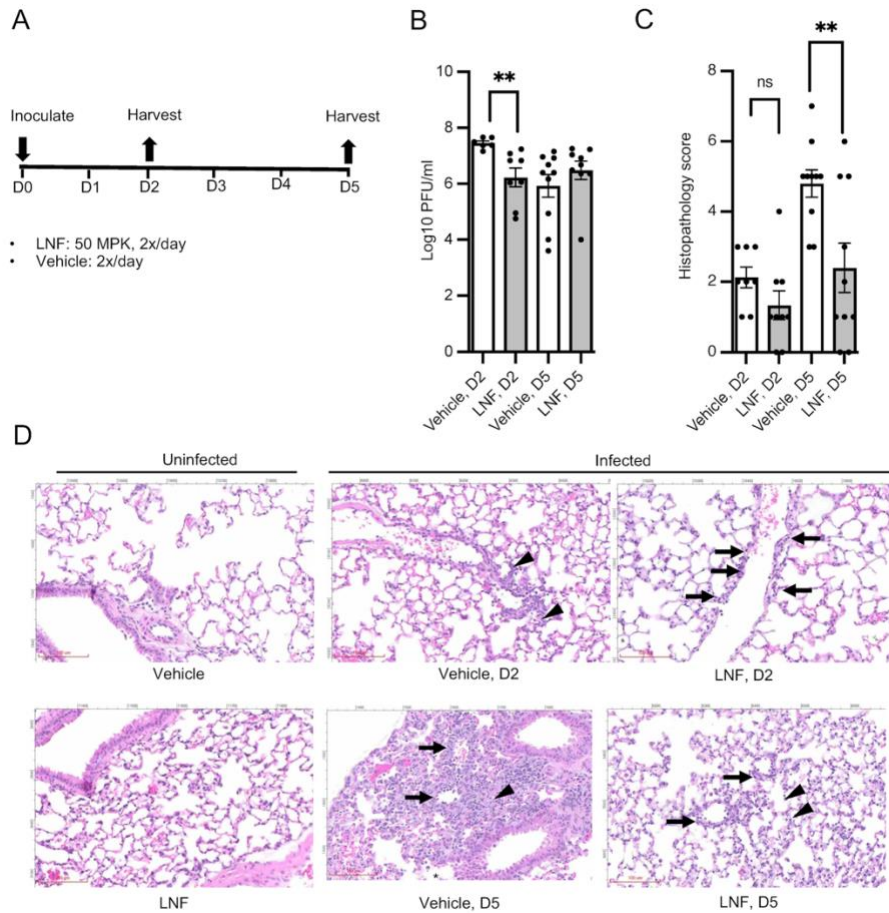 A
Inoculate Harvest Harvest
D0 D1 D2 D3 D4 D5
• LNF: 50 MPK, 2x/day
• Vehicle: 2x/day
B
**
Log10 PFU/ml
10
8
6
4
2
0
Vehicle, D2
LNF, D2
Vehicle, D5
LNF, D5
C
**
ns
Histopathology score
8
6
4
2
0
Vehicle, D2
LNF, D2
Vehicle, D5
LNF, D5
D
Uninfected Infected
Vehicle Vehicle, D2 LNF, D2
*
LNF Vehicle, D5 LNF, D5